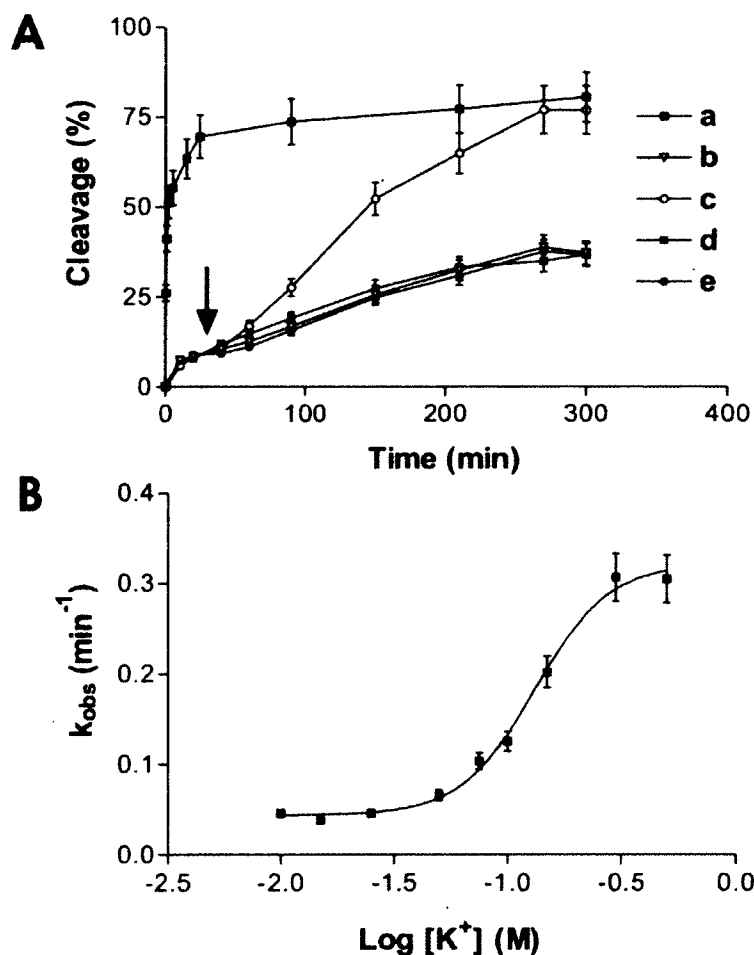 A
Cleavage (%)
100
75
50
25
0
0 100 200 300 400
Time (min)
a
b
c
d
e
B
k_obs (min^-1)
0.4
0.3
0.2
0.1
0.0
-2.5 -2.0 -1.5 -1.0 -0.5 0.0
Log [K^+] (M)